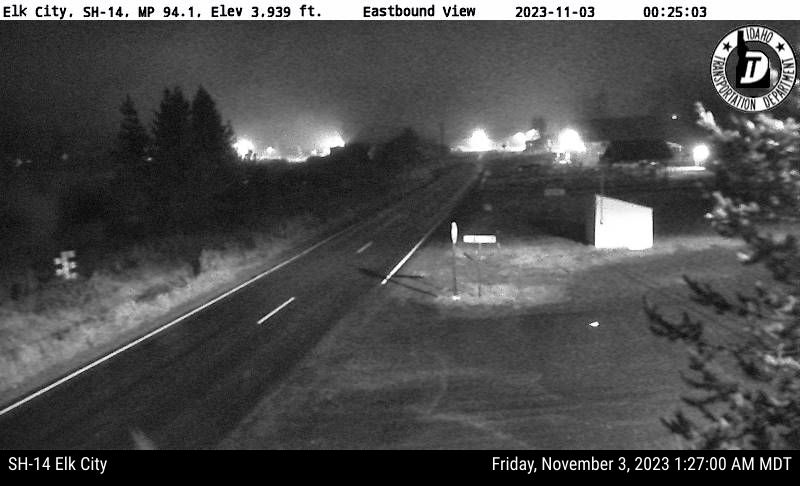 Elk City, SH-14, MP 94.1, Elev 3,939 ft. Eastbound View 2023-11-03 00:25:03
IDAHO TRANSPORTATION DEPARTMENT
SH-14 Elk City Friday, November 3, 2023 1:27:00 AM MDT